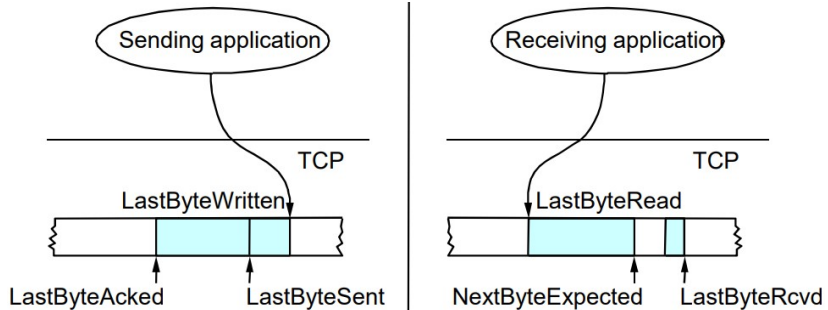 Sending application
Receiving application
TCP
TCP
LastByteWritten
LastByteRead
LastByteAcked
LastByteSent
NextByteExpected
LastByteRcvd